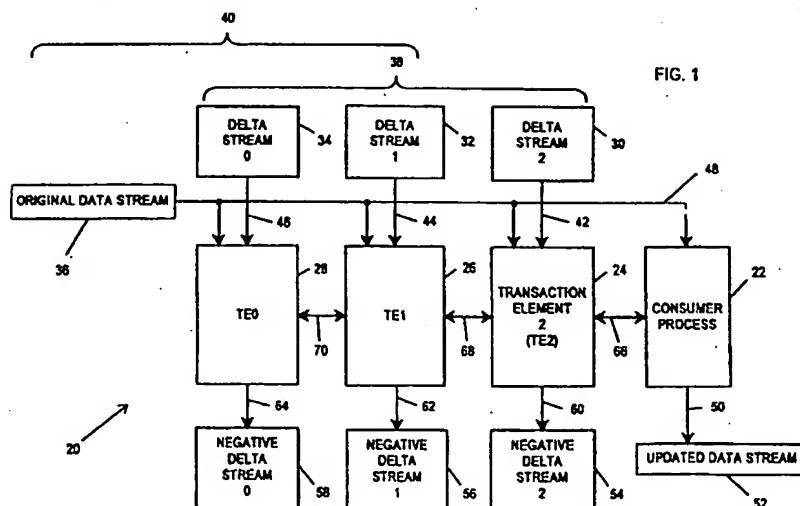 40
38
FIG. 1
DELTA
STREAM
0
34
DELTA
STREAM
1
32
DELTA
STREAM
2
30
48
ORIGINAL DATA STREAM
36
46
44
42
TE0
28
TE1
26
TRANSACTION
ELEMENT
2
(TE2)
24
CONSUMER
PROCESS
22
70
68
66
64
62
60
50
20
NEGATIVE
DELTA
STREAM
0
58
NEGATIVE
DELTA
STREAM
1
56
NEGATIVE
DELTA
STREAM
2
54
UPDATED DATA STREAM
52